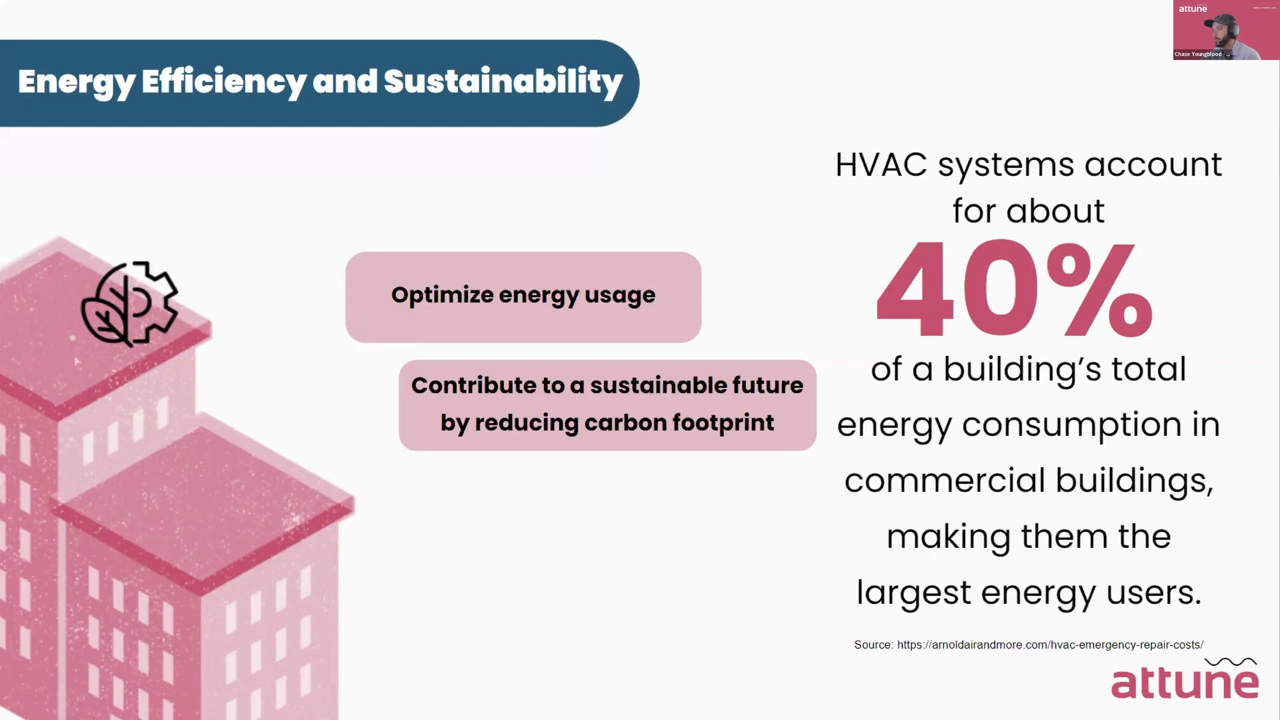 attune
Chase Youngblood
Energy Efficiency and Sustainability
Optimize energy usage
Contribute to a sustainable future
by reducing carbon footprint
HVAC systems account
for about
40%
of a building’s total
energy consumption in
commercial buildings,
making them the
largest energy users.
Source: https://arnoldairandmore.com/hvac-emergency-repair-costs/
attune